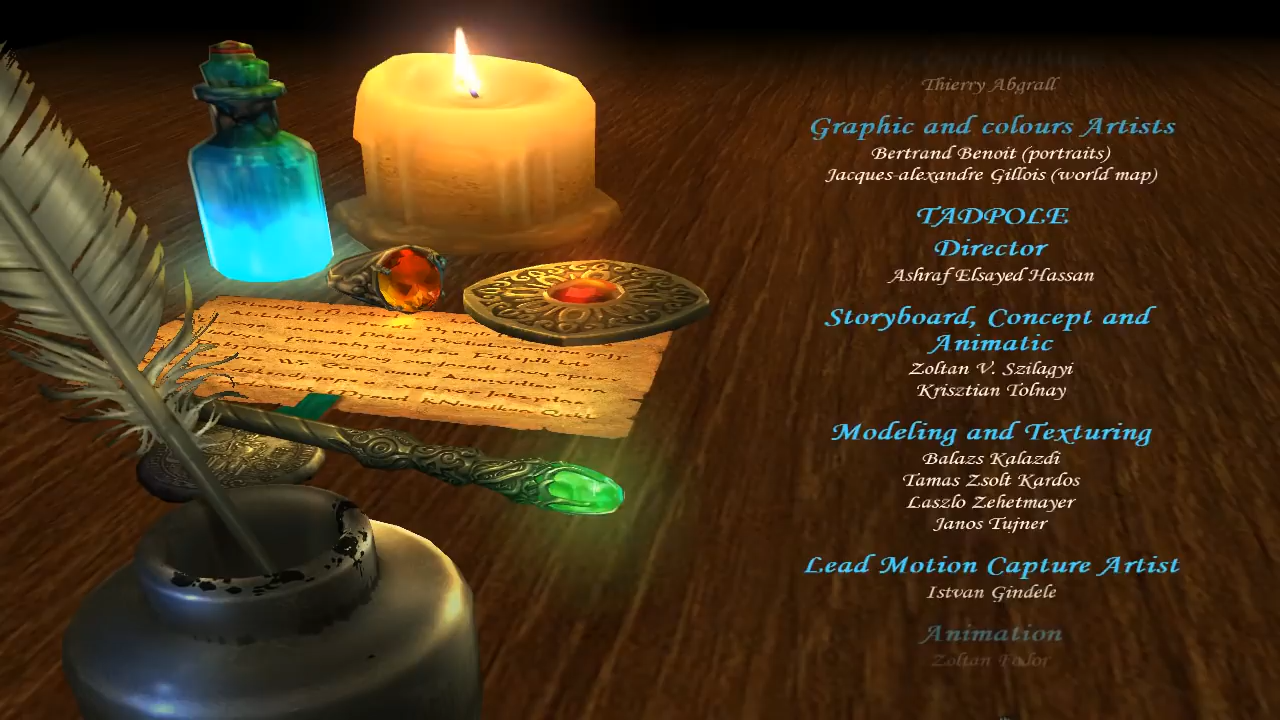 Thierry Abgrall
Graphic and colours Artists
Bertrand Benoit (portraits)
Jacques-alexandre Gillois (world map)
TADPOLE
Director
Ashraf Elsayed Hassan
Storyboard, Concept and
Animatic
Zoltan V. Szilagyi
Krisztian Tolnay
Modeling and Texturing
Balazs Kalazdi
Tamas Zsolt Kardos
Laszlo Zehetmayer
Janos Tujner
Lead Motion Capture Artist
Istvan Gindele
Animation
Zoltan Fodor